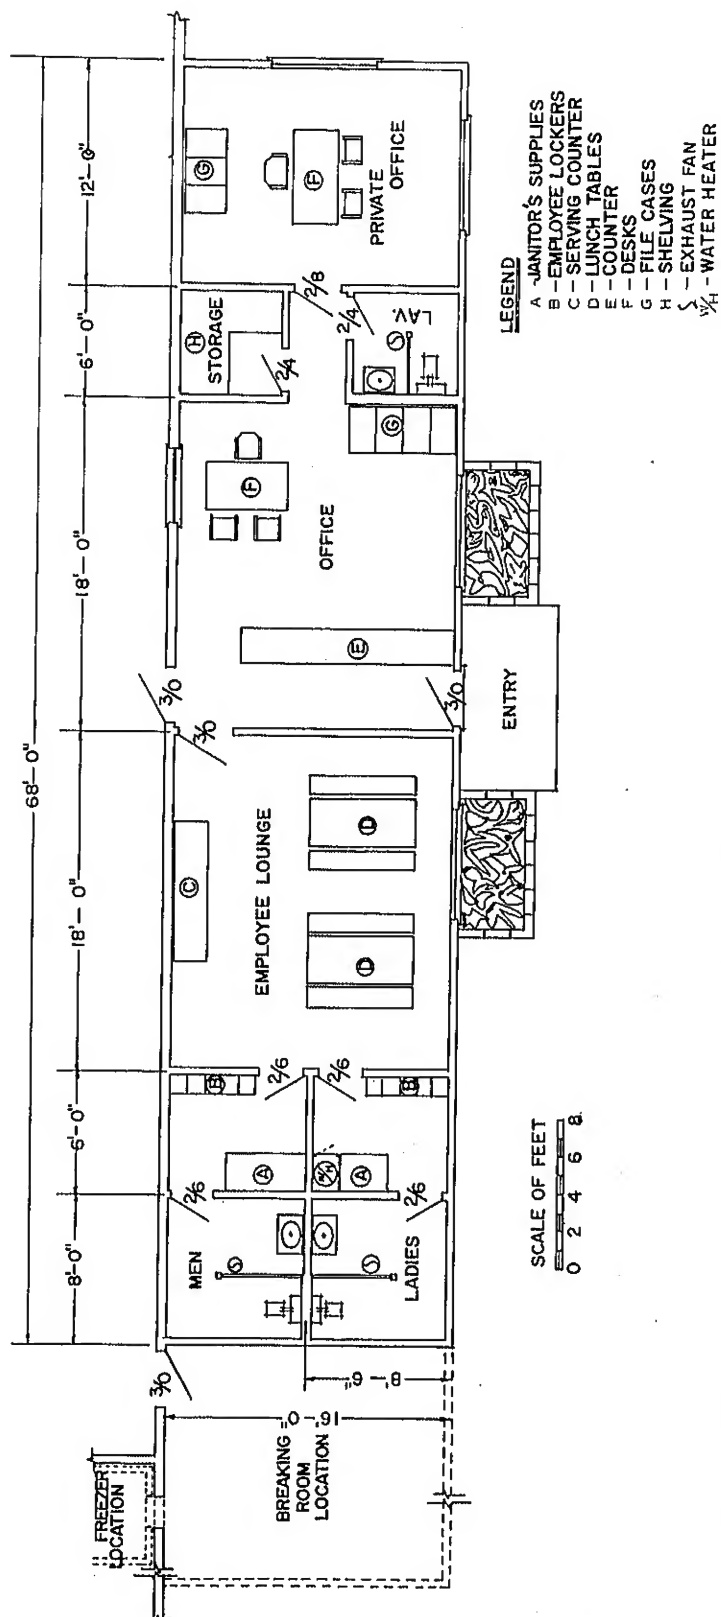 68'-0"
8'-0"
6'-0"
18'-0"
18'-0"
6'-0"
12'-0"
FREEZER
LOCATION
3/0
BREAKING
ROOM
LOCATION
16'-0"
8'-6"
MEN
S
2/6
A
B
2/6
LADIES
S
2/6
W/H
A
B
2/6
EMPLOYEE LOUNGE
C
D
D
3/0
3/0
3/0
ENTRY
E
OFFICE
F
G
STORAGE
H
2/4
2/8
2/4
LAV.
S
PRIVATE
OFFICE
F
G
SCALE OF FEET
0 2 4 6 8
LEGEND
A - JANITOR'S SUPPLIES
B - EMPLOYEE LOCKERS
C - SERVING COUNTER
D - LUNCH TABLES
E - COUNTER
F - DESKS
G - FILE CASES
H - SHELVING
S - EXHAUST FAN
W/H - WATER HEATER